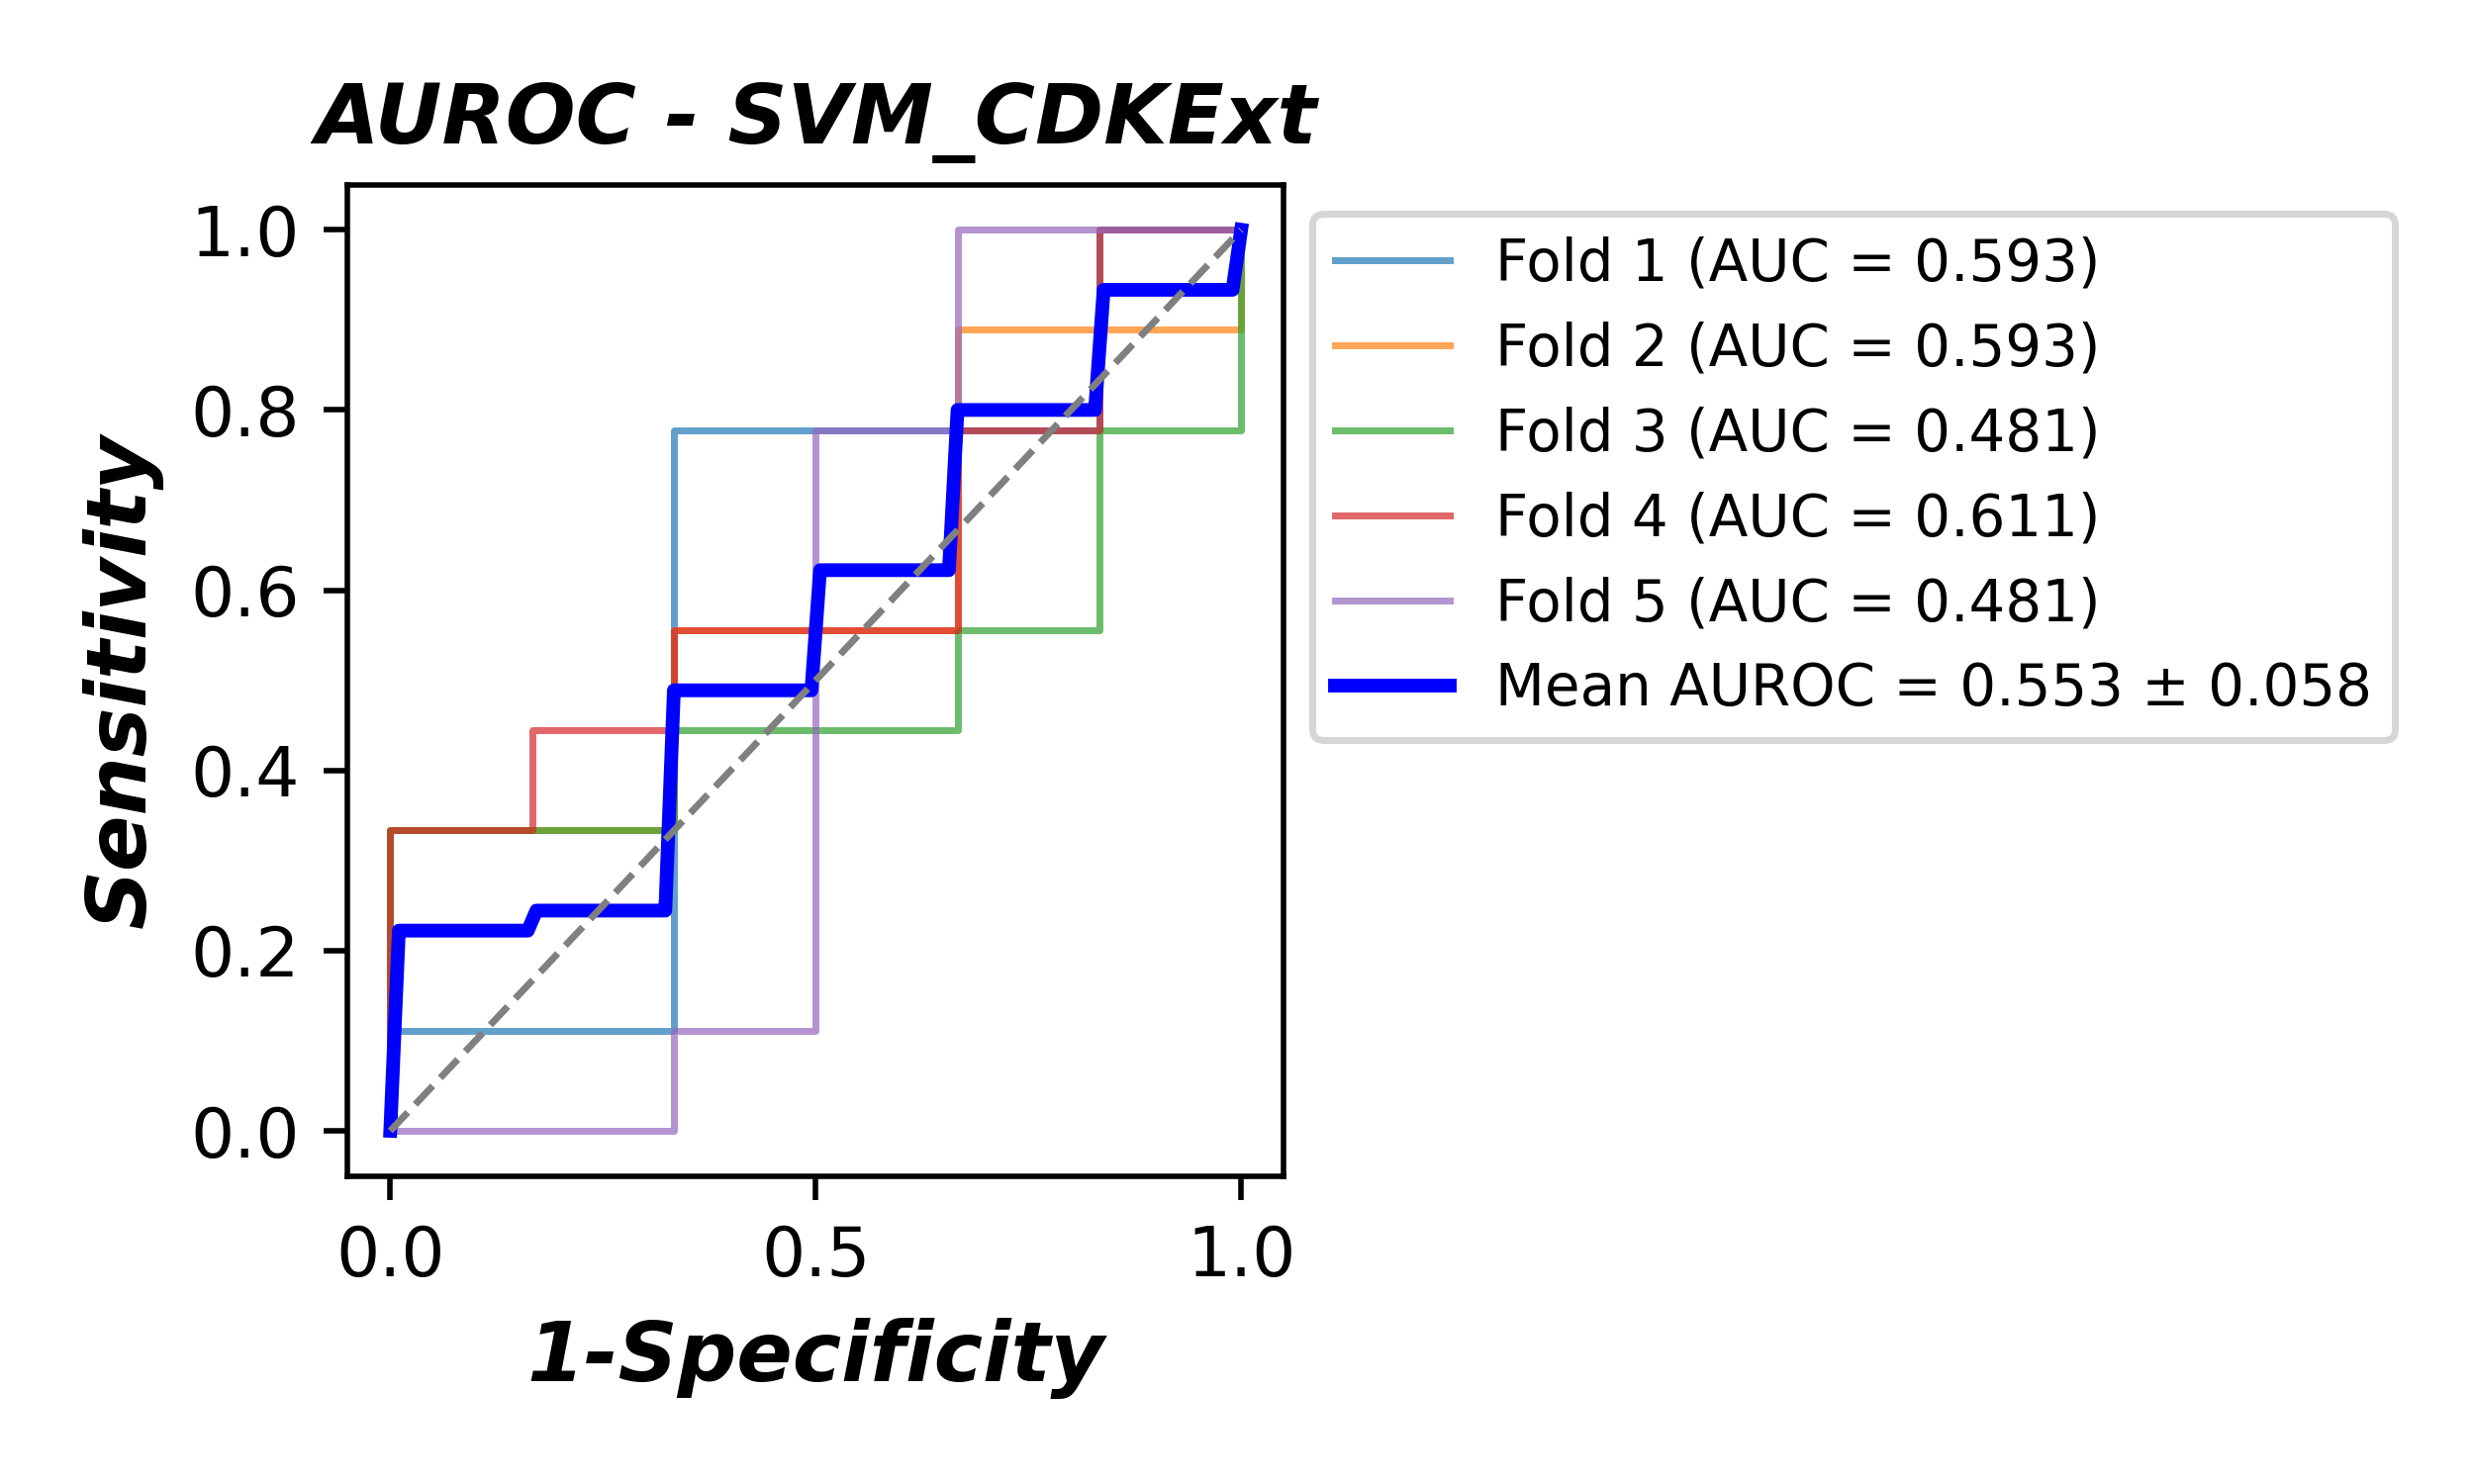 AUROC - SVM_CDKExt
1.0
0.8
0.6
0.4
0.2
0.0
Sensitivity
0.0 0.5 1.0
1-Specificity
Fold 1 (AUC = 0.593)
Fold 2 (AUC = 0.593)
Fold 3 (AUC = 0.481)
Fold 4 (AUC = 0.611)
Fold 5 (AUC = 0.481)
Mean AUROC = 0.553 ± 0.058